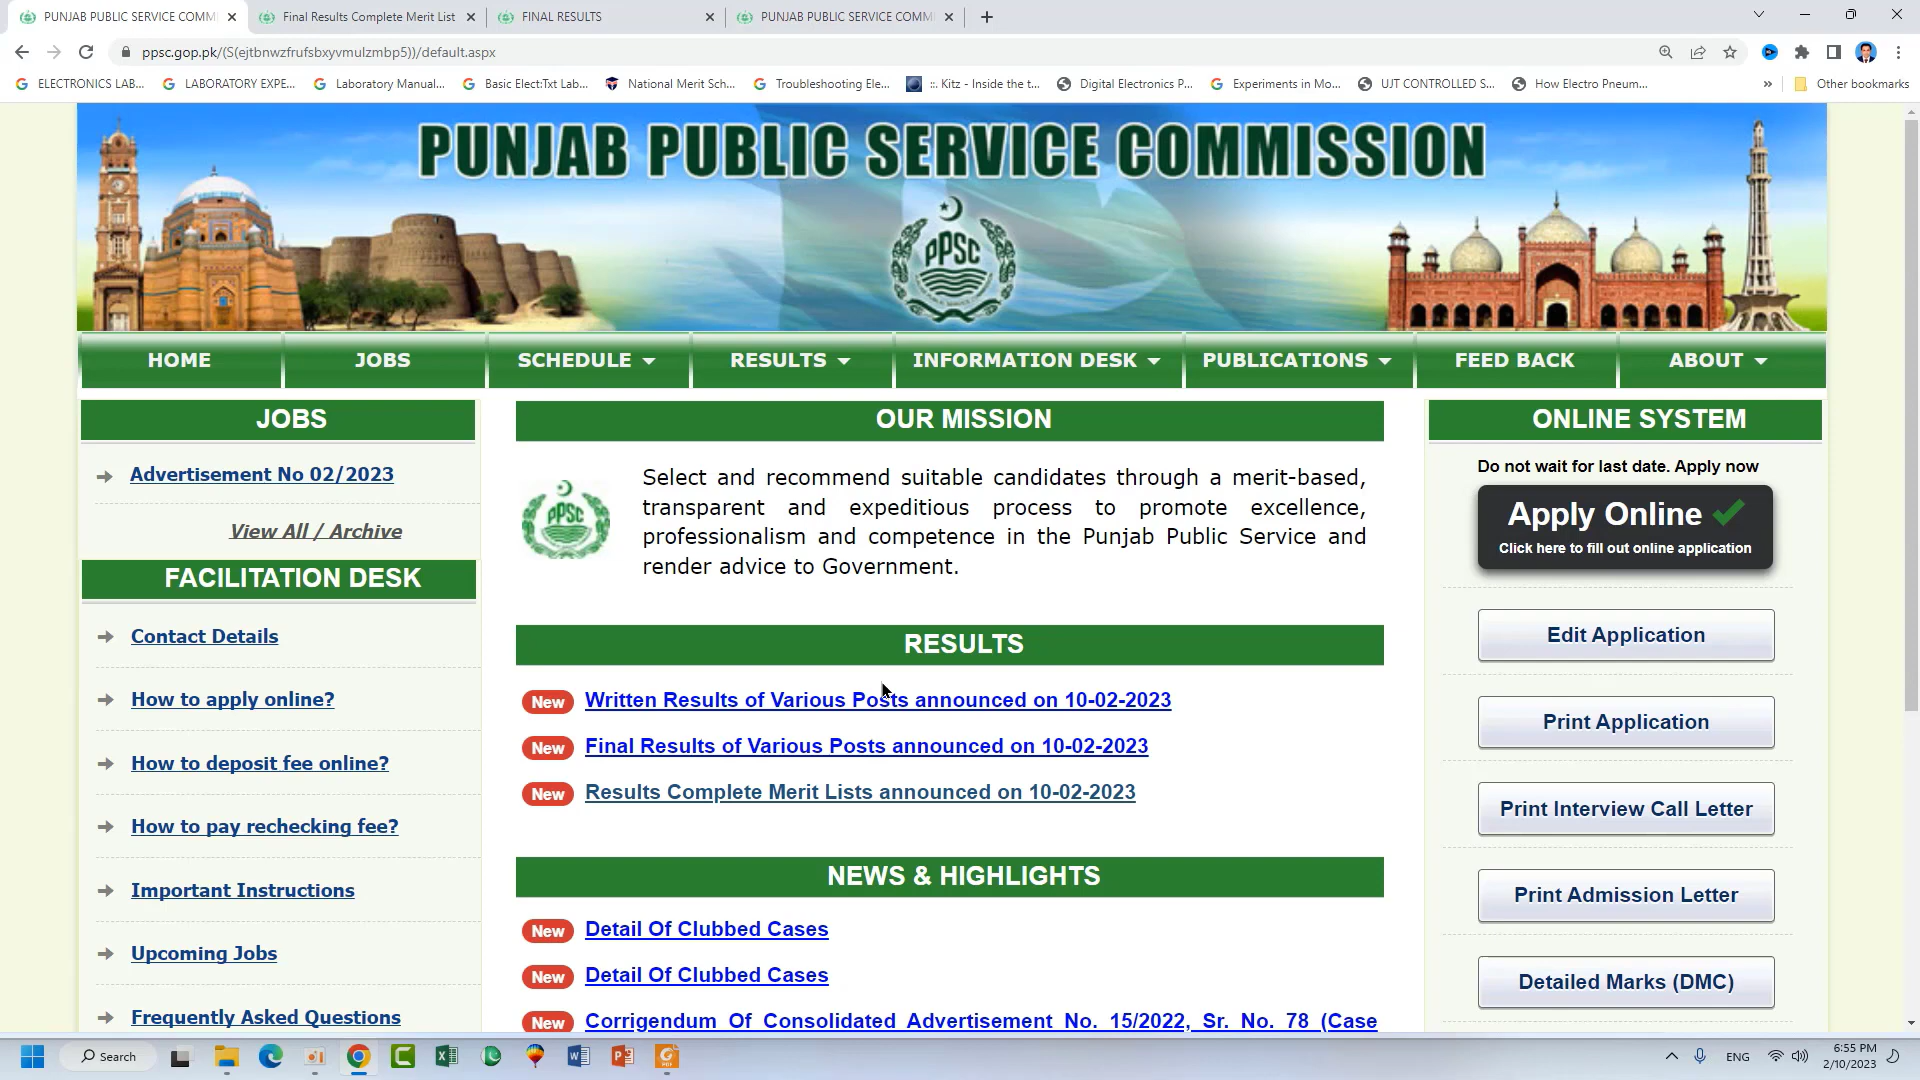 PUNJAB PUBLIC SERVICE COMMI
Final Results Complete Merit List
FINAL RESULTS
PUNJAB PUBLIC SERVICE COMM
ppsc.gop.pk/(S(ejtbnwzfrufsbxyvmulzmbp5))/default.aspx
ELECTRONICS LAB... LABORATORY EXPE... Laboratory Manual... Basic Elect:Txt Lab... National Merit Sch... Troubleshooting Ele... .:. Kitz - Inside the t... Digital Electronics P... Experiments in Mo... UJT CONTROLLED S... How Electro Pneum... » Other bookmarks
PUNJAB PUBLIC SERVICE COMMISSION
PPSC
HOME JOBS SCHEDULE RESULTS INFORMATION DESK PUBLICATIONS FEED BACK ABOUT
JOBS
Advertisement No 02/2023
View All / Archive
FACILITATION DESK
Contact Details
How to apply online?
How to deposit fee online?
How to pay rechecking fee?
Important Instructions
Upcoming Jobs
Frequently Asked Questions
OUR MISSION
PPSC
Select and recommend suitable candidates through a merit-based,
transparent and expeditious process to promote excellence,
professionalism and competence in the Punjab Public Service and
render advice to Government.
RESULTS
New Written Results of Various Posts announced on 10-02-2023
New Final Results of Various Posts announced on 10-02-2023
New Results Complete Merit Lists announced on 10-02-2023
NEWS & HIGHLIGHTS
New Detail Of Clubbed Cases
New Detail Of Clubbed Cases
New Corrigendum Of Consolidated Advertisement No. 15/2022, Sr. No. 78 (Case
ONLINE SYSTEM
Do not wait for last date. Apply now
Apply Online
Click here to fill out online application
Edit Application
Print Application
Print Interview Call Letter
Print Admission Letter
Detailed Marks (DMC)
Search
ENG
6:55 PM
2/10/2023